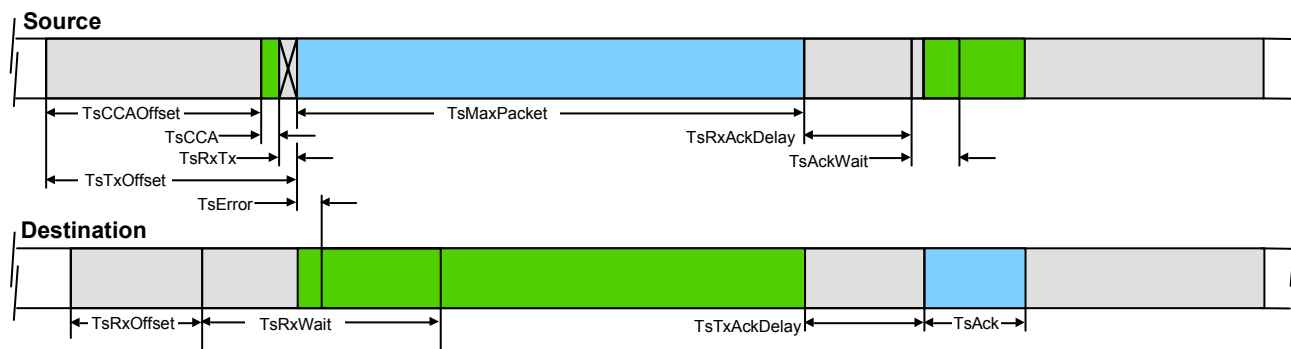 Source
TsCCAOffset
TsMaxPacket
TsCCA
TsRxAckDelay
TsRxTx
TsAckWait
TsTxOffset
TsError
Destination
TsRxOffset
TsRxWait
TsTxAckDelay
TsAck